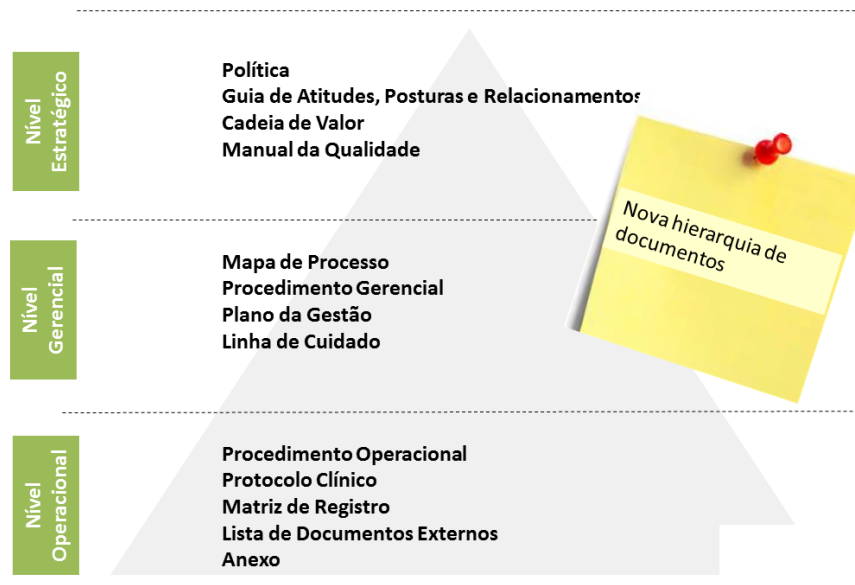 Nível
Estratégico
Política
Guia de Atitudes, Posturas e Relacionamentos
Cadeia de Valor
Manual da Qualidade
Nova hierarquia de
documentos
Nível
Gerencial
Mapa de Processo
Procedimento Gerencial
Plano da Gestão
Linha de Cuidado
Nível
Operacional
Procedimento Operacional
Protocolo Clínico
Matriz de Registro
Lista de Documentos Externos
Anexo